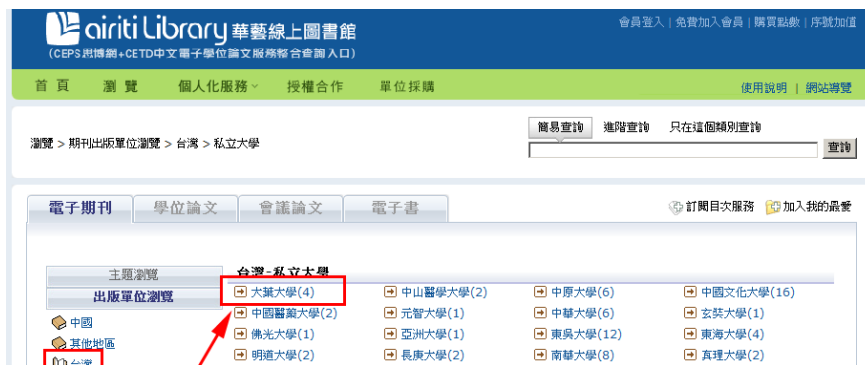 airiti Library 華藝線上圖書館
(CEPS思博網+CETD中文電子學位論文服務整合查詢入口)
會員登入 | 免費加入會員 | 購買點數 | 序號加值
首 頁 瀏 覽 個人化服務 授權合作 單位採購
使用說明 | 網站導覽
簡易查詢 進階查詢 只在這個類別查詢
瀏覽 > 期刊出版單位瀏覽 > 台灣 > 私立大學
查詢
電子期刊 學位論文 會議論文 電子書
訂閱目次服務 加入我的最愛
主題瀏覽
出版單位瀏覽
中國
其他地區
台灣
台灣-私立大學
大葉大學(4) 中山醫學大學(2) 中原大學(6) 中國文化大學(16)
中國醫藥大學(2) 元智大學(1) 中華大學(6) 玄奘大學(1)
佛光大學(1) 亞洲大學(1) 東吳大學(12) 東海大學(4)
明道大學(2) 長庚大學(2) 南華大學(8) 真理大學(2)